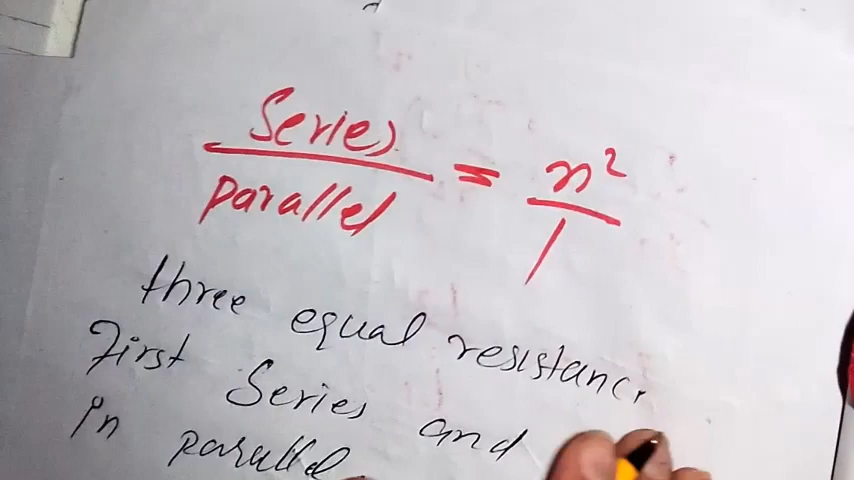 Series
parallel
= n²
1
three equal resistance
First Series and
in parallel